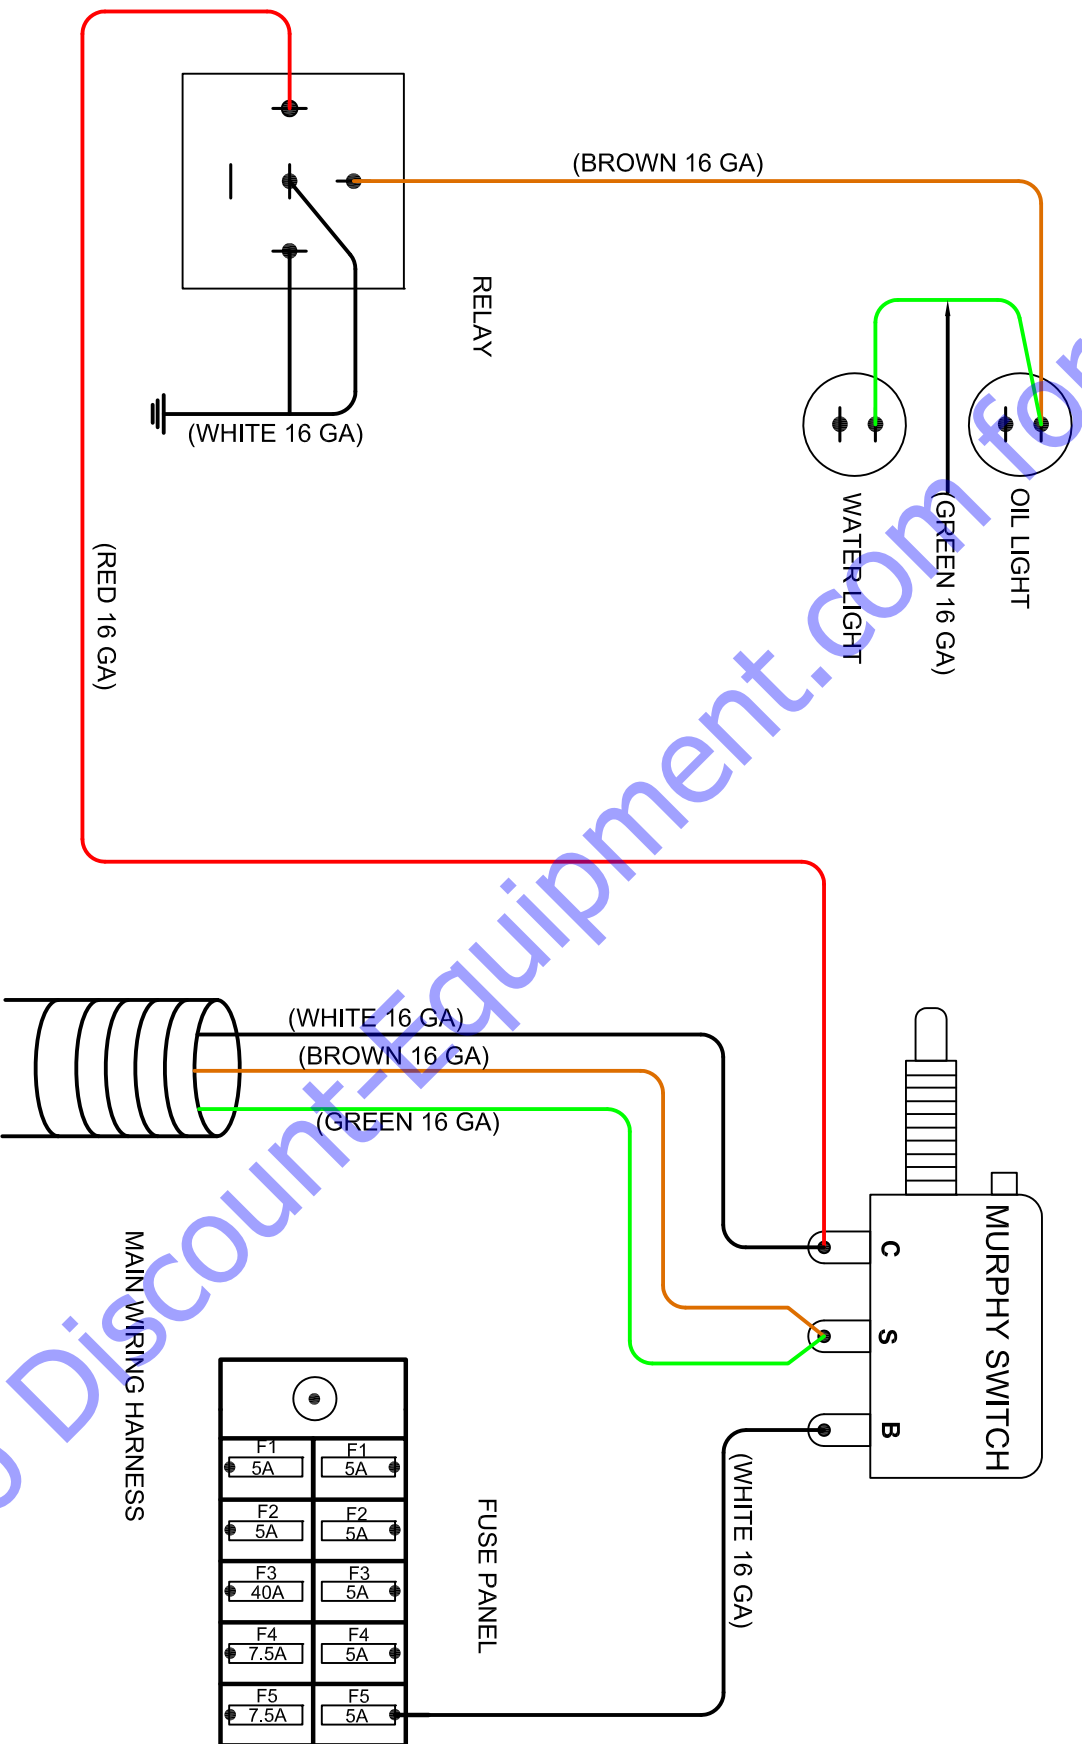 (BROWN 16 GA)
RELAY
(WHITE 16 GA)
OIL LIGHT
(GREEN 16 GA)
WATER LIGHT
(RED 16 GA)
(WHITE 16 GA)
(BROWN 16 GA)
(GREEN 16 GA)
MURPHY SWITCH
C
S
B
(WHITE 16 GA)
MAIN WIRING HARNESS
FUSE PANEL
F1
5A
F1
5A
F2
5A
F2
5A
F3
40A
F3
5A
F4
7.5A
F4
5A
F5
7.5A
F5
5A
Discount-Equipment.com for